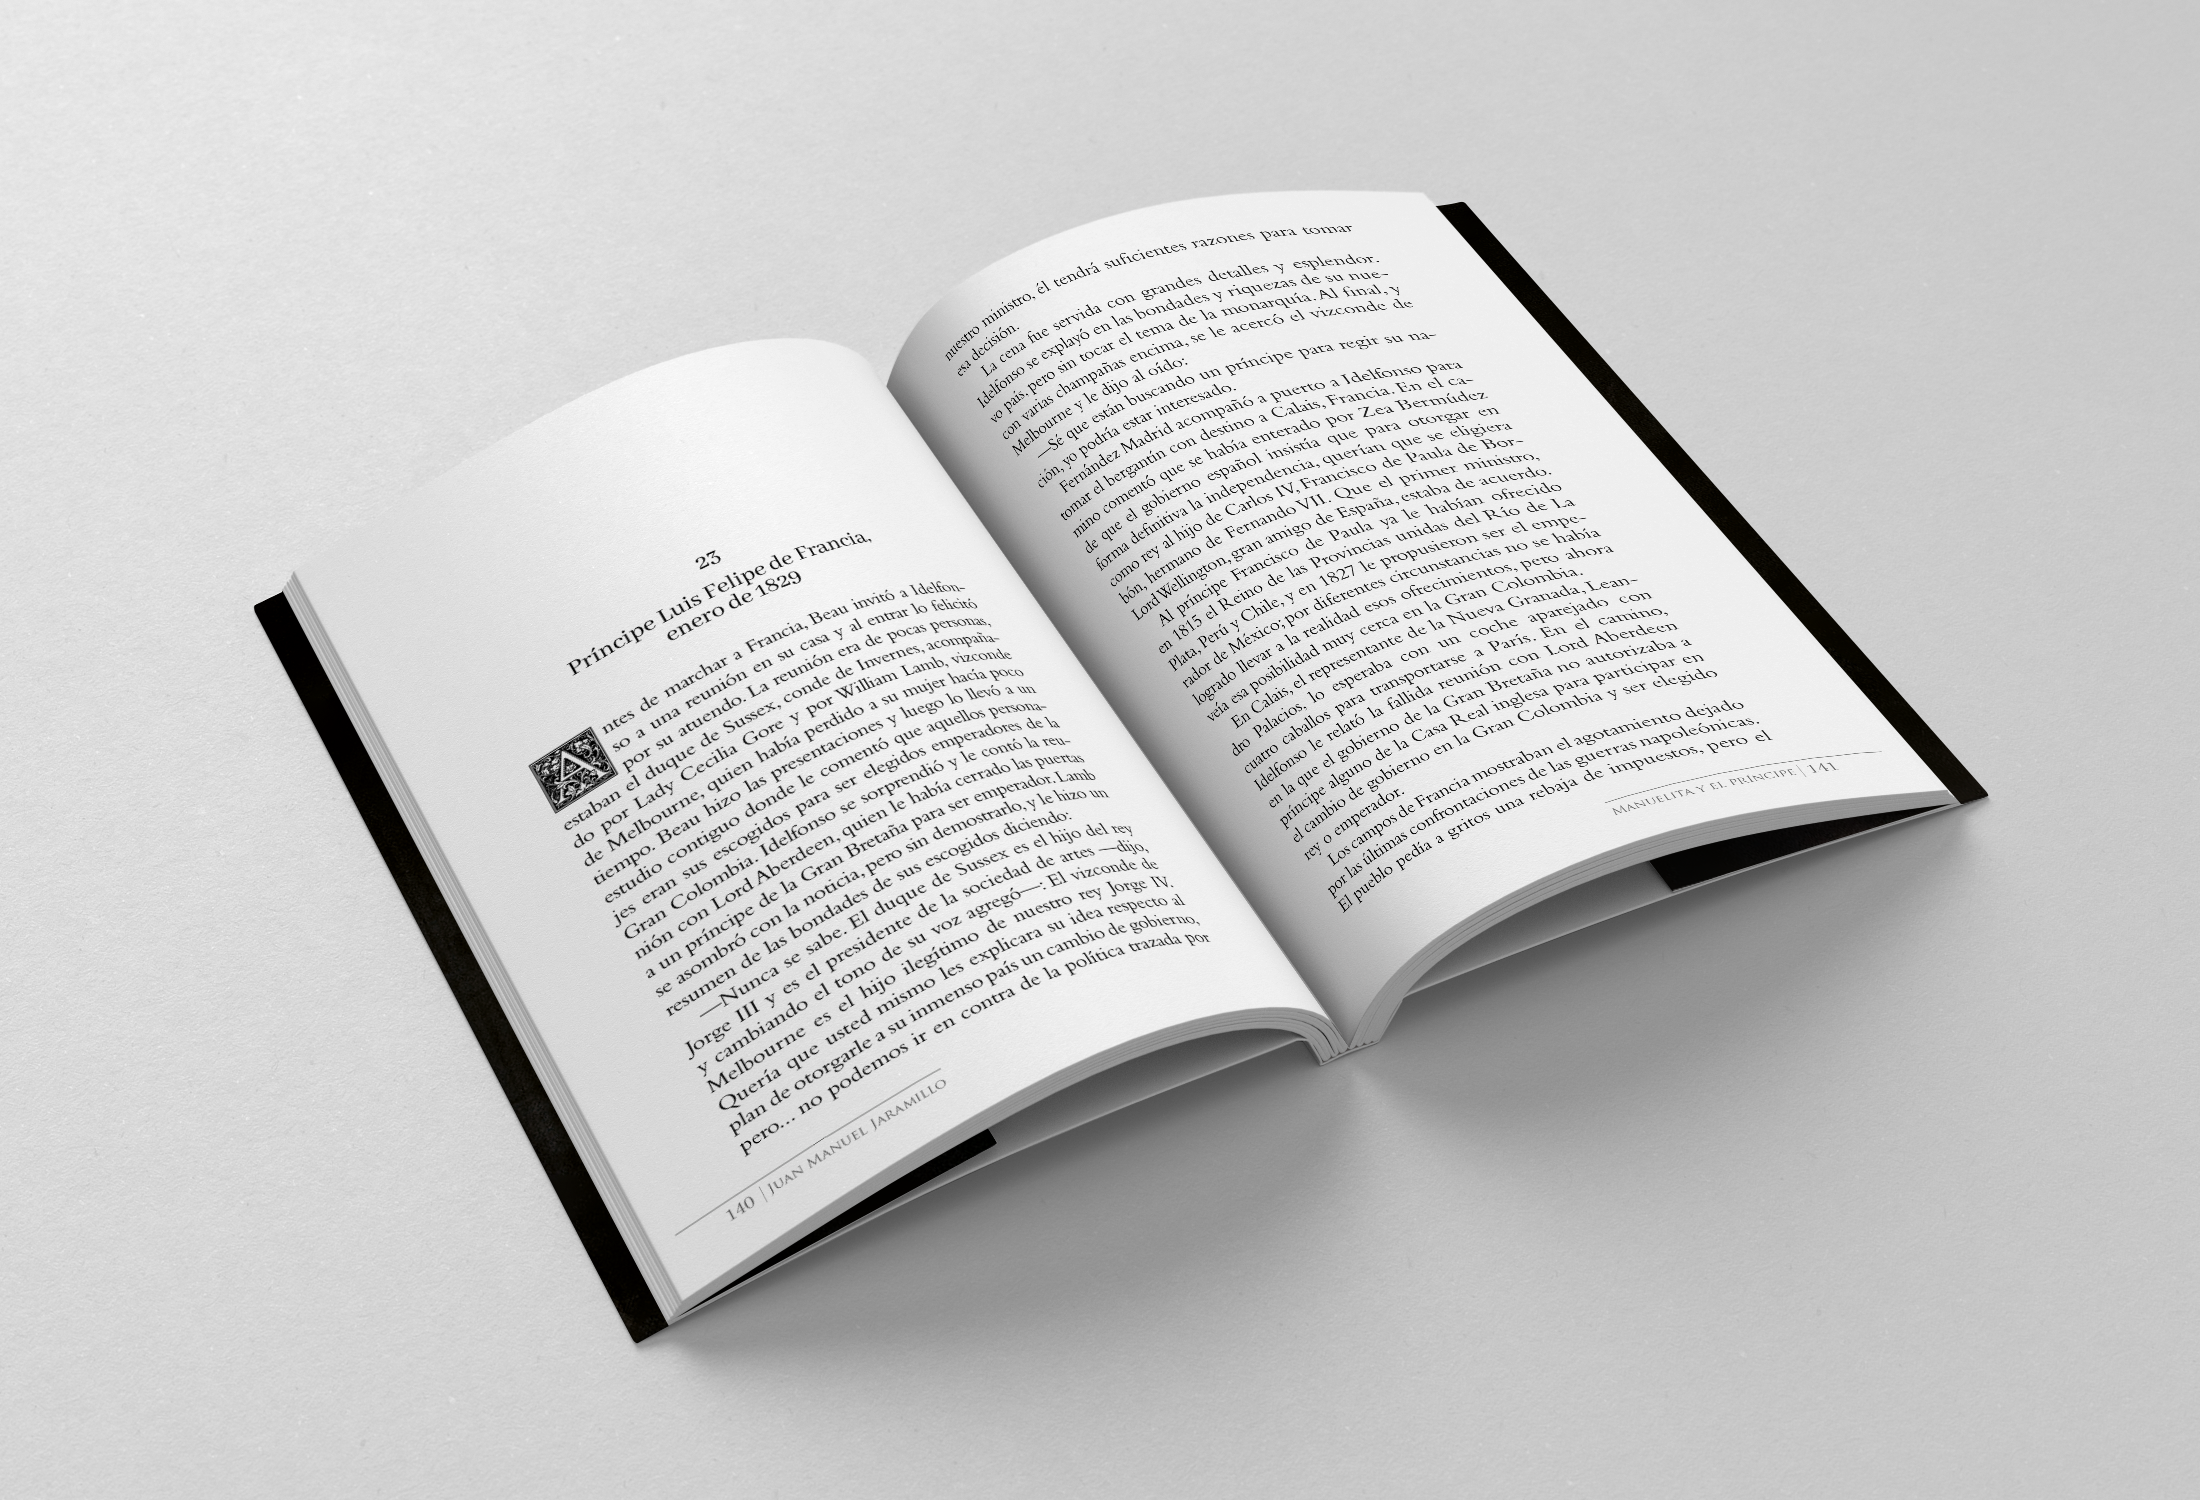 23
Príncipe Luis Felipe de Francia,
enero de 1829
Antes de marchar a Francia, Beau invitó a Idelfon-
so a una reunión en su casa y al entrar lo felicitó
por su atuendo. La reunión era de pocas personas,
estaban el duque de Sussex, conde de Invernes, acompaña-
do por Lady Cecilia Gore y por William Lamb, vizconde
de Melbourne, quien había perdido a su mujer hacía poco
tiempo. Beau hizo las presentaciones y luego lo llevó a un
estudio contiguo donde le comentó que aquellos persona-
jes eran sus escogidos para ser elegidos emperadores de la
Gran Colombia. Idelfonso se sorprendió y le contó la reu-
nión con Lord Aberdeen, quien le había cerrado las puertas
a un príncipe de la Gran Bretaña para ser emperador. Lamb
se asombró con la noticia, pero sin demostrarlo, y le hizo un
resumen de las bondades de sus escogidos diciendo:
—Nunca se sabe. El duque de Sussex es el hijo del rey
Jorge III y es el presidente de la sociedad de artes —dijo,
y cambiando el tono de su voz agregó—: El vizconde de
Melbourne es el hijo ilegítimo de nuestro rey Jorge IV.
Quería que usted mismo les explicara su idea respecto al
plan de otorgarle a su inmenso país un cambio de gobierno,
pero... no podemos ir en contra de la política trazada por
140 | Juan Manuel Jaramillo
nuestro ministro, él tendrá suficientes razones para tomar
esa decisión.
La cena fue servida con grandes detalles y esplendor.
Idelfonso se explayó en las bondades y riquezas de su nue-
vo país, pero sin tocar el tema de la monarquía. Al final, y
con varias champañas encima, se le acercó el vizconde de
Melbourne y le dijo al oído:
—Sé que están buscando un príncipe para regir su na-
ción, yo podría estar interesado.
Fernández Madrid acompañó a puerto a Idelfonso para
tomar el bergantín con destino a Calais, Francia. En el ca-
mino comentó que se había enterado por Zea Bermúdez
de que el gobierno español insistía que para otorgar en
forma definitiva la independencia, querían que se eligiera
como rey al hijo de Carlos IV, Francisco de Paula de Bor-
bón, hermano de Fernando VII. Que el primer ministro,
Lord Wellington, gran amigo de España, estaba de acuerdo.
Al príncipe Francisco de Paula ya le habían ofrecido
en 1815 el Reino de las Provincias unidas del Río de La
Plata, Perú y Chile, y en 1827 le propusieron ser el empe-
rador de México; por diferentes circunstancias no se había
logrado llevar a la realidad esos ofrecimientos, pero ahora
veía esa posibilidad muy cerca en la Gran Colombia.
En Calais, el representante de la Nueva Granada, Lean-
dro Palacios, lo esperaba con un coche aparejado con
cuatro caballos para transportarse a París. En el camino,
Idelfonso le relató la fallida reunión con Lord Aberdeen
en la que el gobierno de la Gran Bretaña no autorizaba a
príncipe alguno de la Casa Real inglesa para participar en
el cambio de gobierno en la Gran Colombia y ser elegido
rey o emperador.
Los campos de Francia mostraban el agotamiento dejado
por las últimas confrontaciones de las guerras napoleónicas.
El pueblo pedía a gritos una rebaja de impuestos, pero el
Manuelita y el príncipe | 141